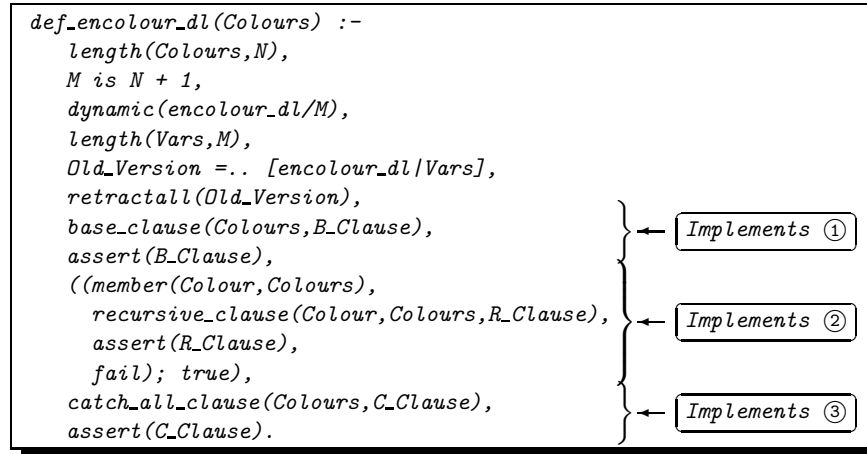 def_encolour_dl(Colours) :-
length(Colours,N),
M is N + 1,
dynamic(encolour_dl/M),
length(Vars,M),
Old_Version =.. [encolour_dl|Vars],
retractall(Old_Version),
base_clause(Colours,B_Clause),
Implements ①
assert(B_Clause),
((member(Colour,Colours),
recursive_clause(Colour,Colours,R_Clause),
Implements ②
assert(R_Clause),
fail); true),
catch_all_clause(Colours,C_Clause),
Implements ③
assert(C_Clause).